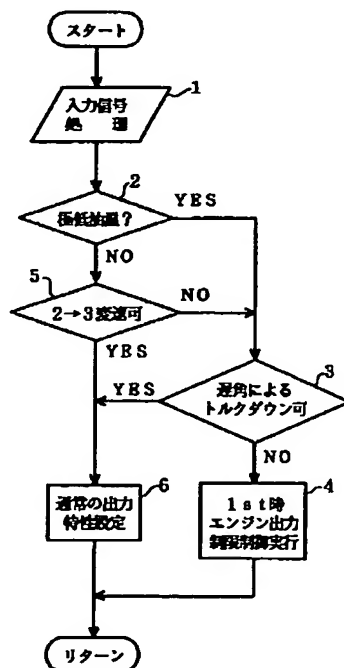 スタート
1
入力信号
処 理
2
極低油温?
YES
NO
5
2→3変速可
NO
YES
3
遅角による
トルクダウン可
YES
NO
6
通常の出力
特性設定
4
1st時
エンジン出力
制限制御実行
リターン